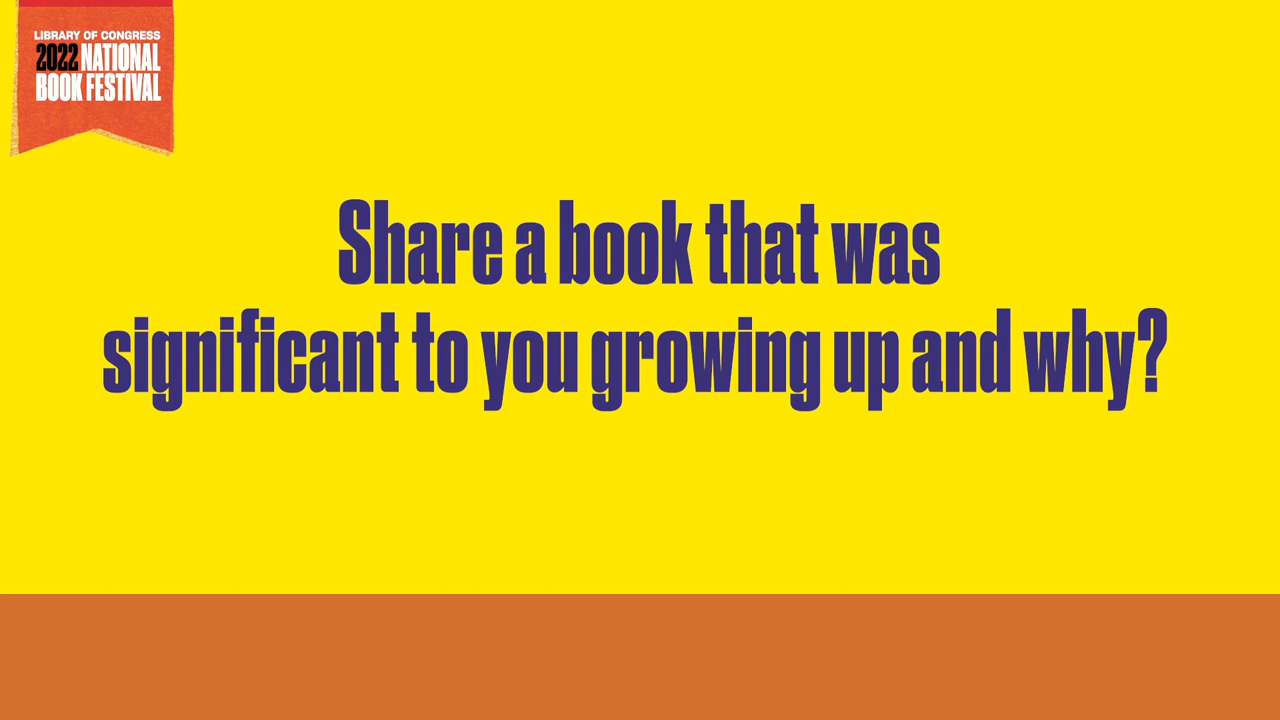 LIBRARY OF CONGRESS
2022 NATIONAL
BOOK FESTIVAL
Share a book that was
significant to you growing up and why?